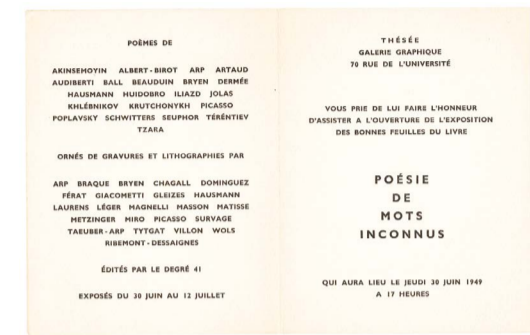 POÈMES DE
AKINSEMOYIN ALBERT-BIROT ARP ARTAUD
AUDIBERTI BALL BEAUDUIN BRYEN DERMÉE
HAUSMANN HUIDOBRO ILIAZD JOLAS
KHLÉBNIKOV KRUTCHONYKH PICASSO
POPLAVSKY SCHWITTERS SEUPHOR TÉRENTIEV
TZARA
ORNÉS DE GRAVURES ET LITHOGRAPHIES PAR
ARP BRAQUE BRYEN CHAGALL DOMINGUEZ
FÉRAT GIACOMETTI GLEIZES HAUSMANN
LAURENS LÉGER MAGNELLI MASSON MATISSE
METZINGER MIRO PICASSO SURVAGE
TAEUBER-ARP TYTGAT VILLON WOLS
RIBEMONT-DESSAIGNES
ÉDITÉS PAR LE DEGRÉ 41
EXPOSÉS DU 30 JUIN AU 12 JUILLET
THÉSÉE
GALERIE GRAPHIQUE
70 RUE DE L'UNIVERSITÉ
VOUS PRIE DE LUI FAIRE L'HONNEUR
D'ASSISTER A L'OUVERTURE DE L'EXPOSITION
DES BONNES FEUILLES DU LIVRE
POÉSIE
DE
MOTS
INCONNUS
QUI AURA LIEU LE JEUDI 30 JUIN 1949
A 17 HEURES